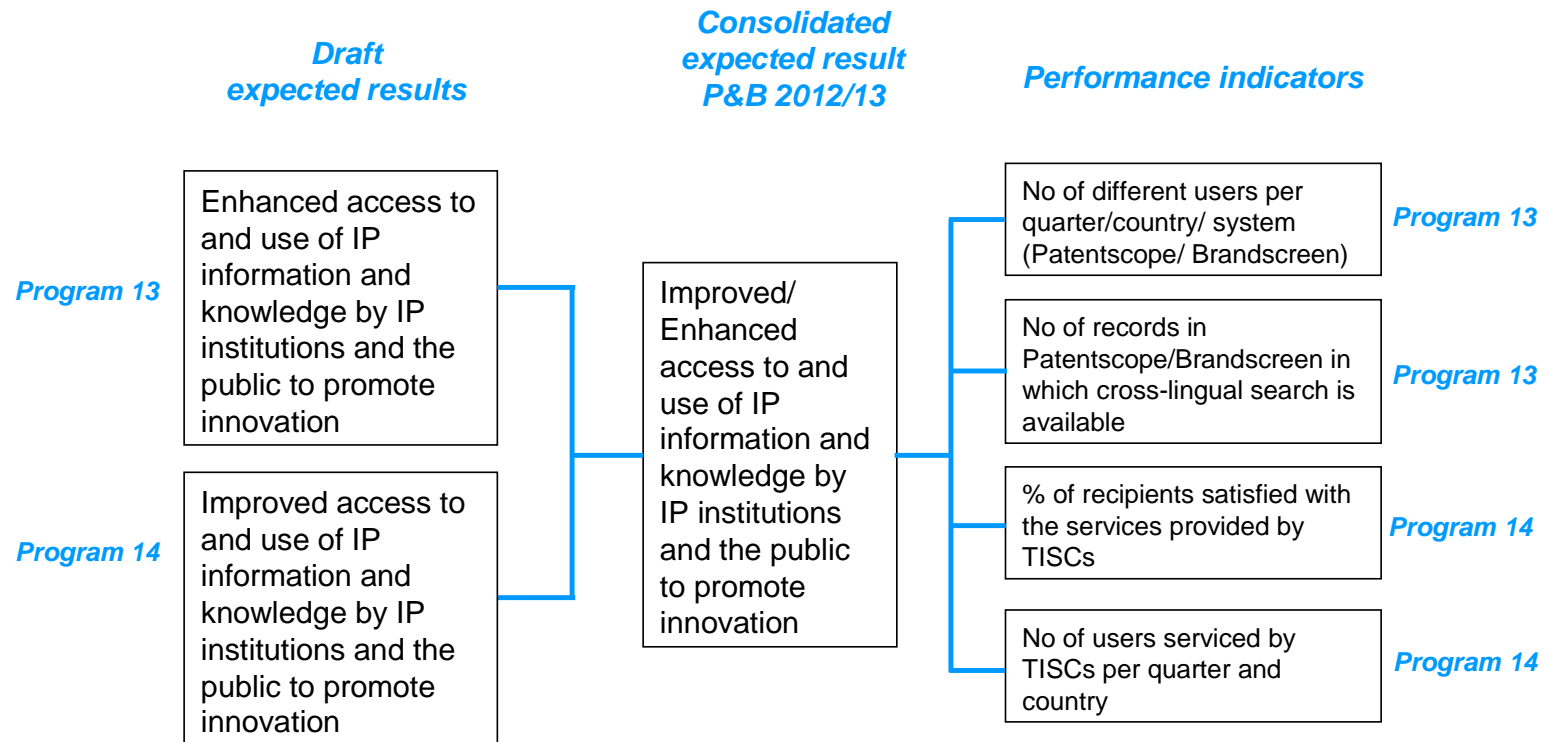 Draft
expected results
Consolidated
expected result
P&B 2012/13
Performance indicators
Program 13
Enhanced access to
and use of IP
information and
knowledge by IP
institutions and the
public to promote
innovation
Program 14
Improved access to
and use of IP
information and
knowledge by IP
institutions and the
public to promote
innovation
Improved/
Enhanced
access to and
use of IP
information and
knowledge by
IP institutions
and the public
to promote
innovation
No of different users per
quarter/country/ system
(Patentscope/ Brandscreen)
Program 13
No of records in
Patentscope/Brandscreen in
which cross-lingual search is
available
Program 13
% of recipients satisfied with
the services provided by
TISCs
Program 14
No of users serviced by
TISCs per quarter and
country
Program 14